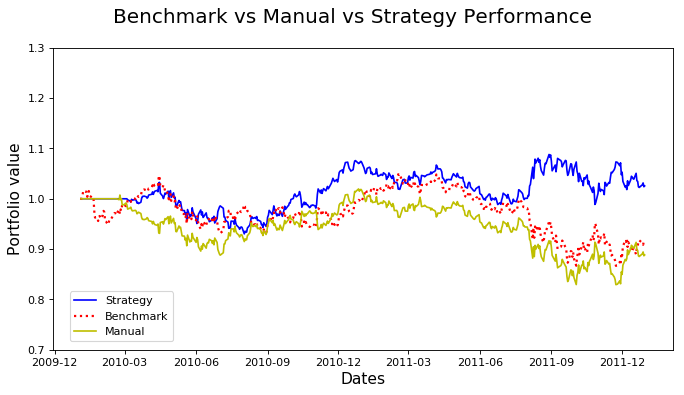 Benchmark vs Manual vs Strategy Performance
1.3
1.2
1.1
1.0
0.9
0.8
0.7
Portfolio value
Strategy
Benchmark
Manual
2009-12 2010-03 2010-06 2010-09 2010-12 2011-03 2011-06 2011-09 2011-12
Dates